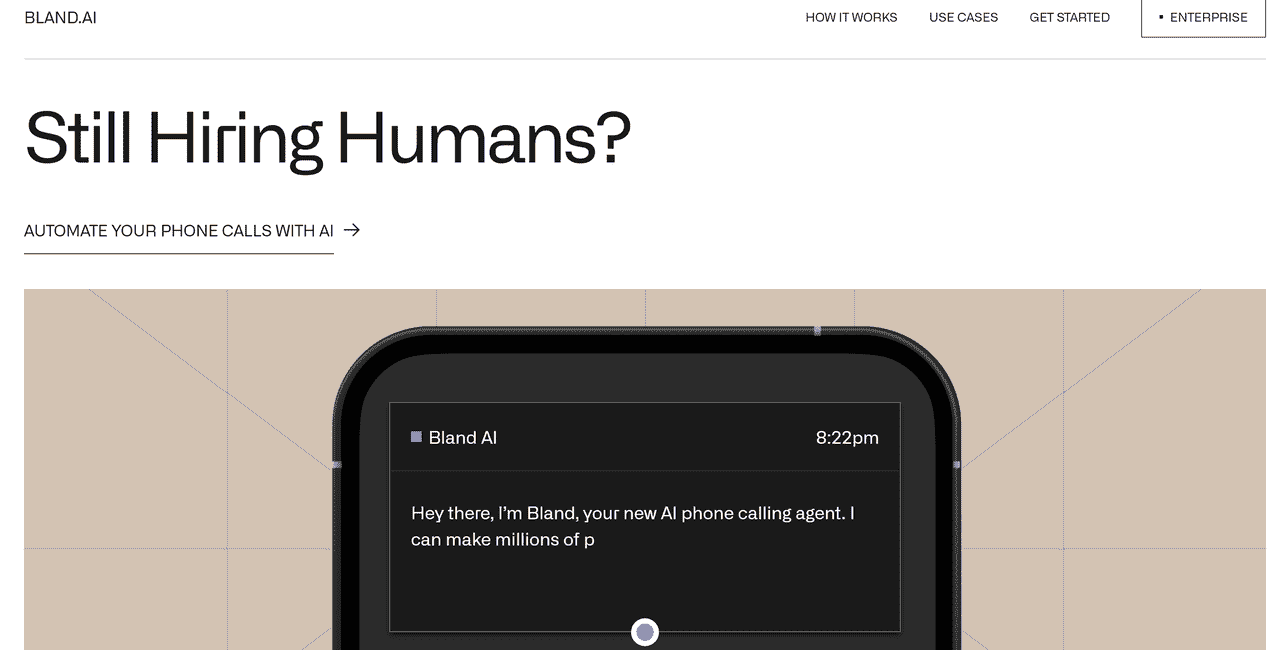 BLAND.AI
HOW IT WORKS
USE CASES
GET STARTED
ENTERPRISE
Still Hiring Humans?
AUTOMATE YOUR PHONE CALLS WITH AI →
Bland AI
8:22pm
Hey there, I’m Bland, your new AI phone calling agent. I
can make millions of p